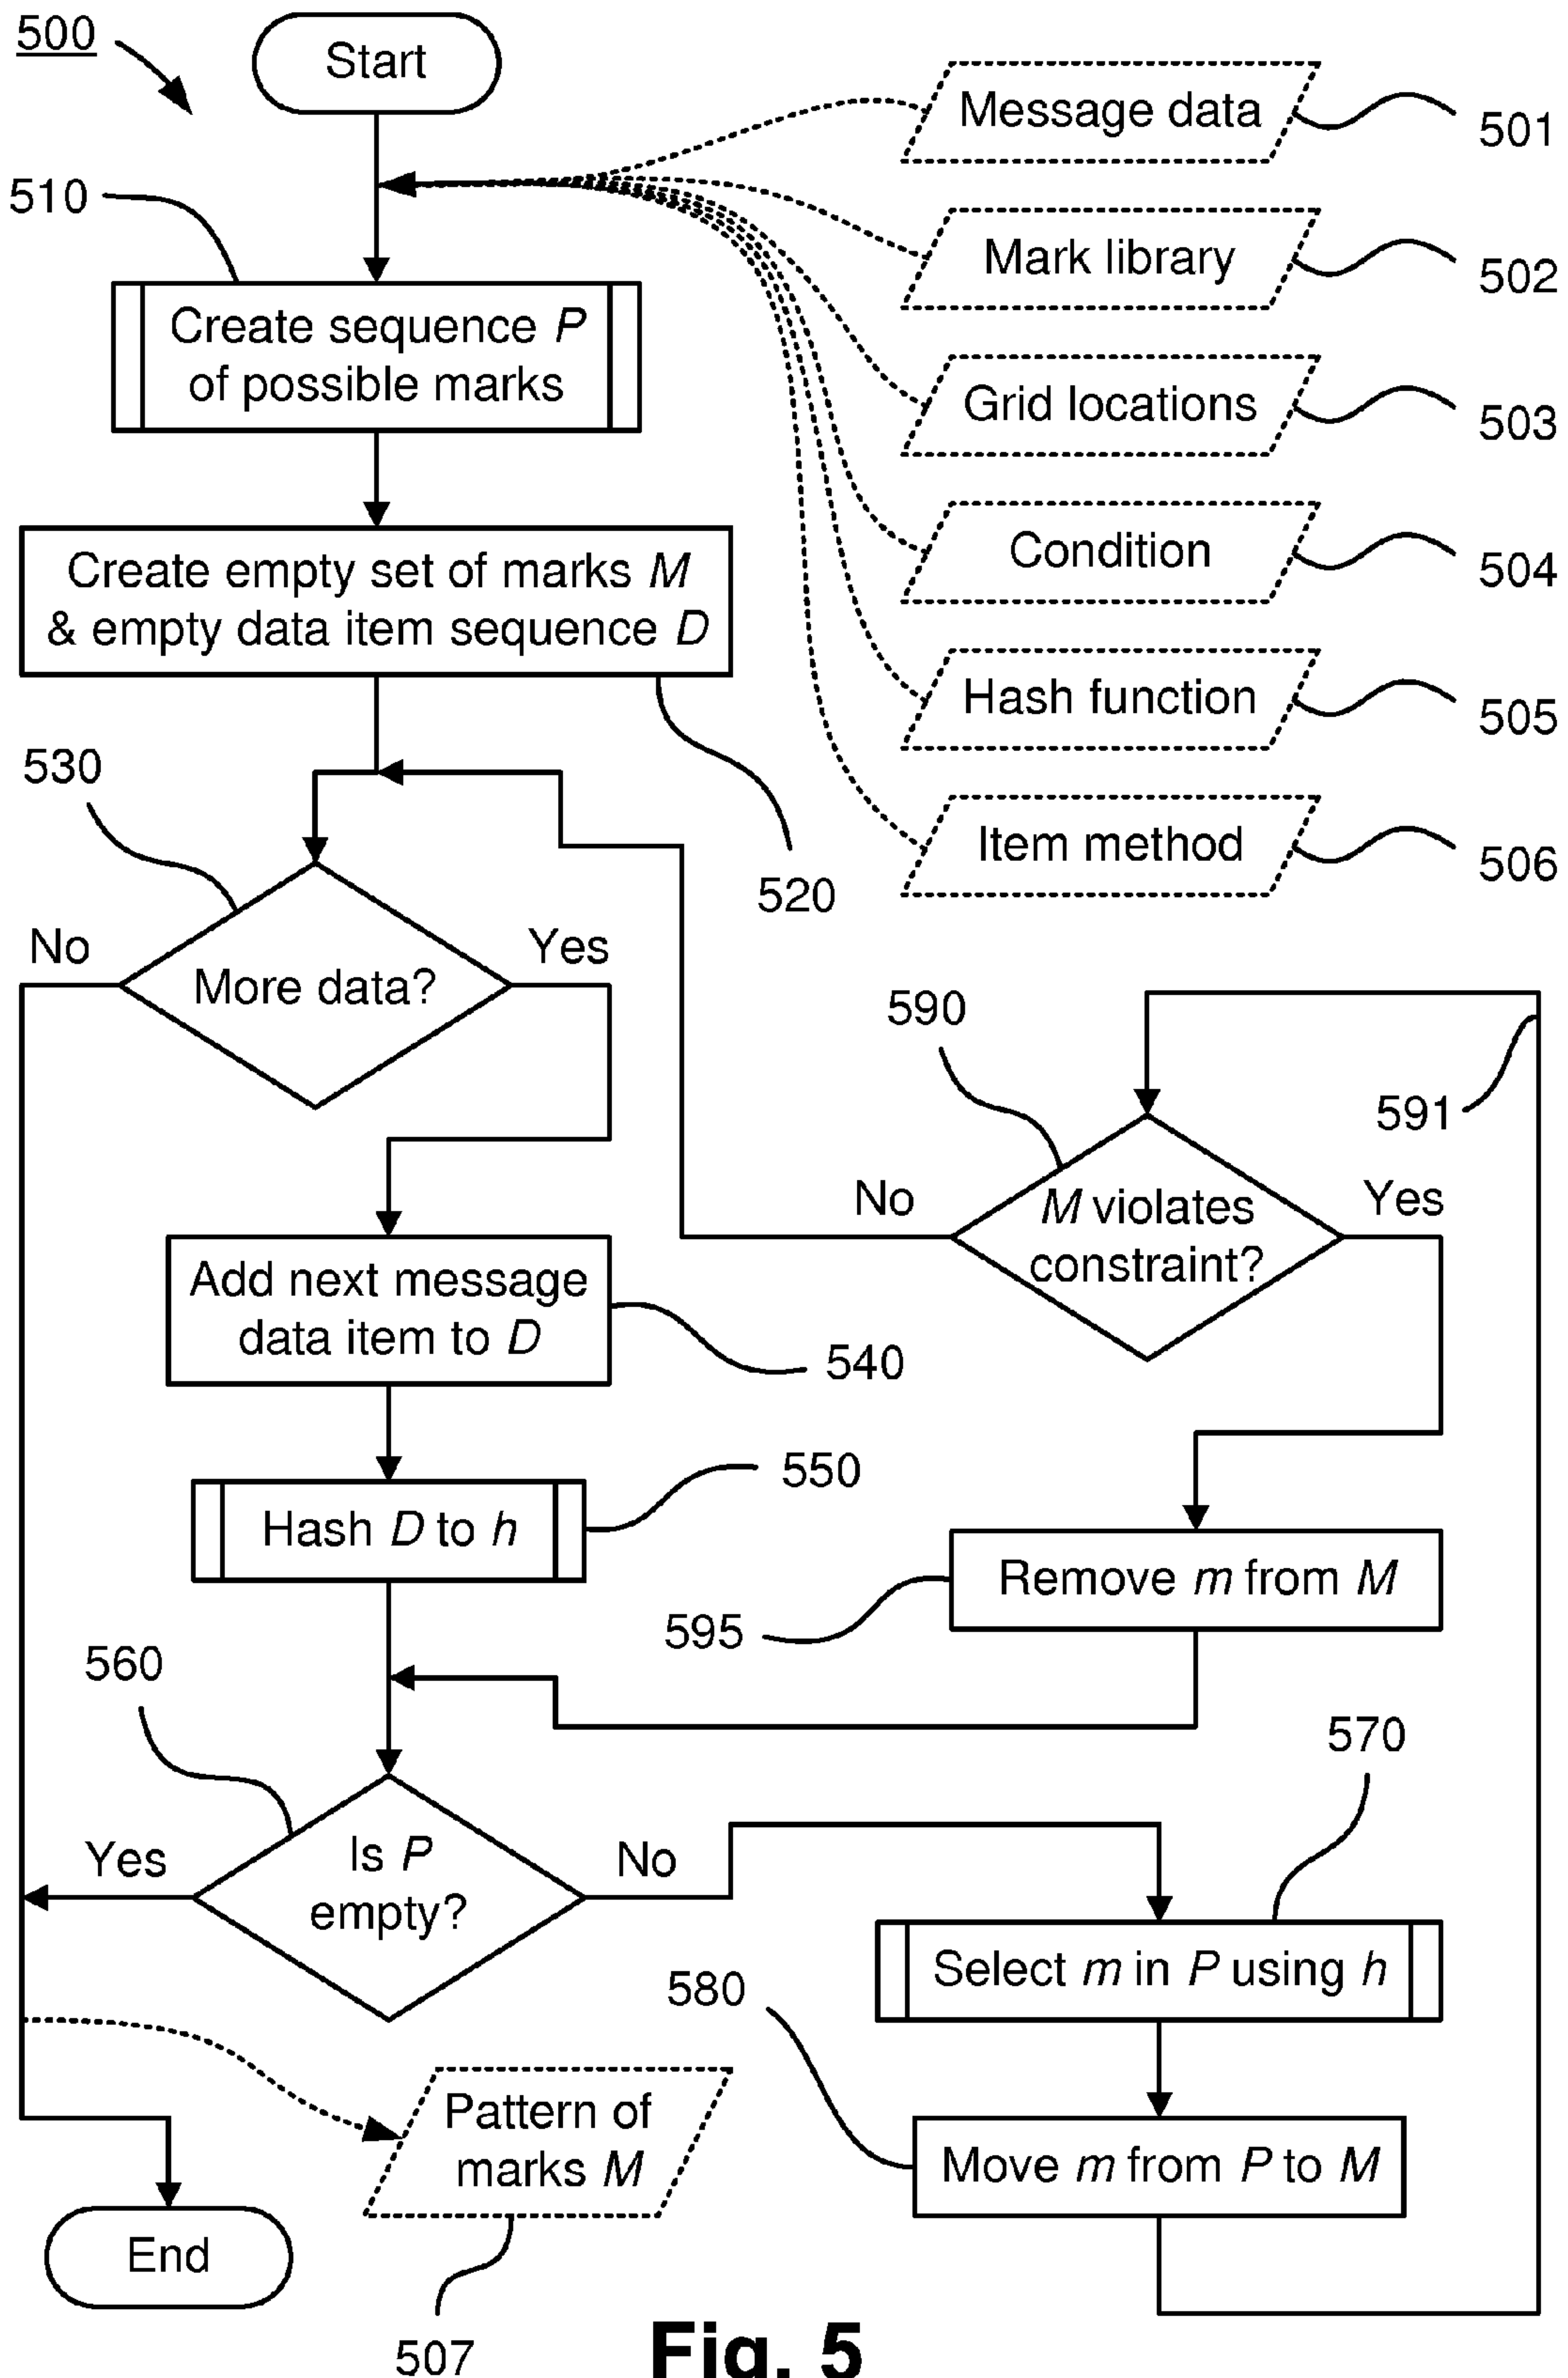 500
Start
Message data
501
510
Mark library
502
Create sequence P
of possible marks
Grid locations
503
Create empty set of marks M
& empty data item sequence D
Condition
504
Hash function
505
530
520
Item method
506
No
Yes
More data?
590
591
No
M violates
constraint?
Yes
Add next message
data item to D
540
550
Hash D to h
Remove m from M
595
560
570
Yes
Is P
empty?
No
Select m in P using h
580
Pattern of
marks M
Move m from P to M
End
507
Fig. 5